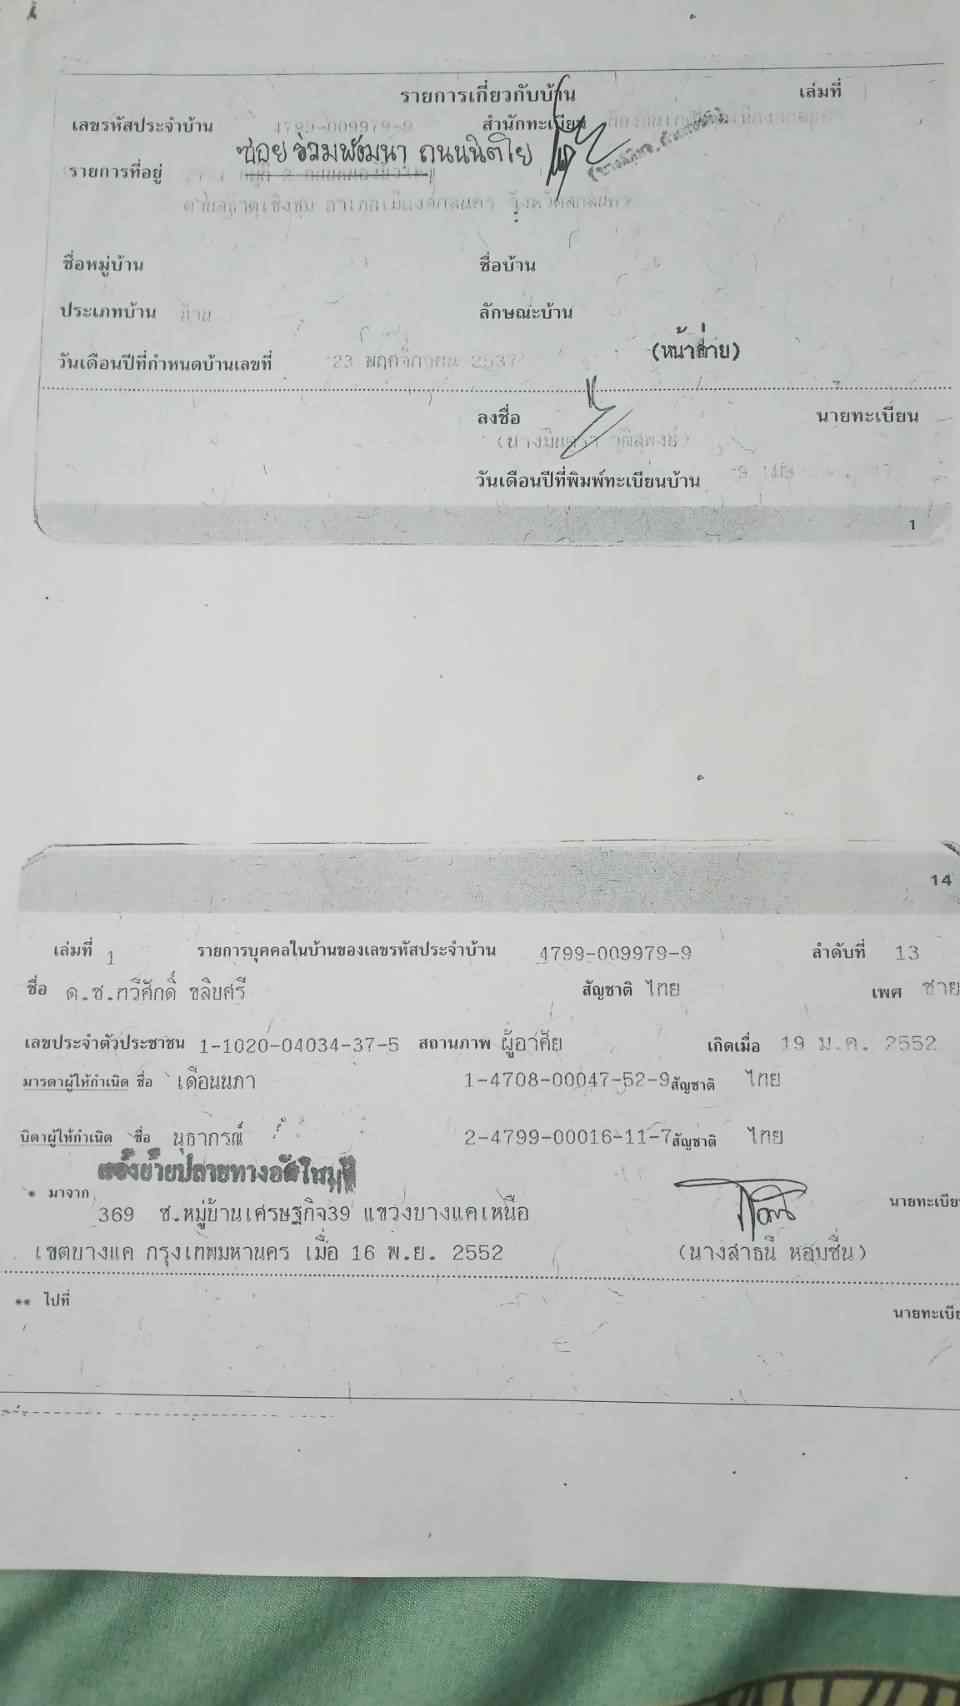 รายการเกี่ยวกับบ้าน เล่มที่
เลขรหัสประจำบ้าน 4799-009979-9 สำนักทะเบียน
ซอย ร่วมพัฒนา ถนนนิตโย
รายการที่อยู่
ตำบลธาตุเชิงชุม อำเภอเมืองสกลนคร จังหวัดสกลนคร
ชื่อหมู่บ้าน ชื่อบ้าน
ประเภทบ้าน บ้าน ลักษณะบ้าน
วันเดือนปีที่กำหนดบ้านเลขที่ 23 พฤศจิกายน 2537
ลงชื่อ นายทะเบียน
วันเดือนปีที่พิมพ์ทะเบียนบ้าน
1
14
เล่มที่ 1 รายการบุคคลในบ้านของเลขรหัสประจำบ้าน 4799-009979-9 ลำดับที่ 13
ชื่อ ด.ช.ทวีศักดิ์ ขลิบศรี สัญชาติ ไทย เพศ ชาย
เลขประจำตัวประชาชน 1-1020-04034-37-5 สถานภาพ ผู้อาศัย เกิดเมื่อ 19 ม.ค. 2552
มารดาผู้ให้กำเนิด ชื่อ เดือนนภา 1-4708-00047-52-9 สัญชาติ ไทย
บิดาผู้ให้กำเนิด ชื่อ นุธากรณ์ 2-4799-00016-11-7 สัญชาติ ไทย
แจ้งย้ายปลายทางอัตโนมัติ
* มาจาก นายทะเบีย
369 ซ.หมู่บ้านเศรษฐกิจ39 แขวงบางแคเหนือ
เขตบางแค กรุงเทพมหานคร เมื่อ 16 พ.ย. 2552 (นางสาธนี หลุมชื่น)
** ไปที่
นายทะเบี